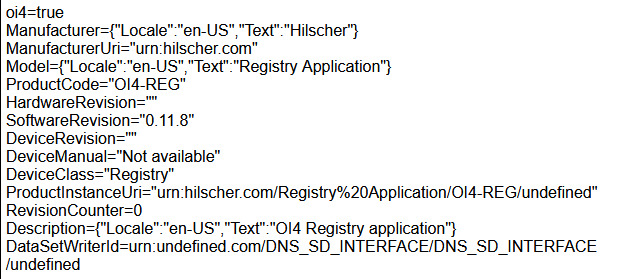 oi4=true
Manufacturer={"Locale":"en-US","Text":"Hilscher"}
ManufacturerUri="urn:hilscher.com"
Model={"Locale":"en-US","Text":"Registry Application"}
ProductCode="OI4-REG"
HardwareRevision=""
SoftwareRevision="0.11.8"
DeviceRevision=""
DeviceManual="Not available"
DeviceClass="Registry"
ProductInstanceUri="urn:hilscher.com/Registry%20Application/OI4-REG/undefined"
RevisionCounter=0
Description={"Locale":"en-US","Text":"OI4 Registry application"}
DataSetWriterId=urn:undefined.com/DNS_SD_INTERFACE/DNS_SD_INTERFACE
/undefined